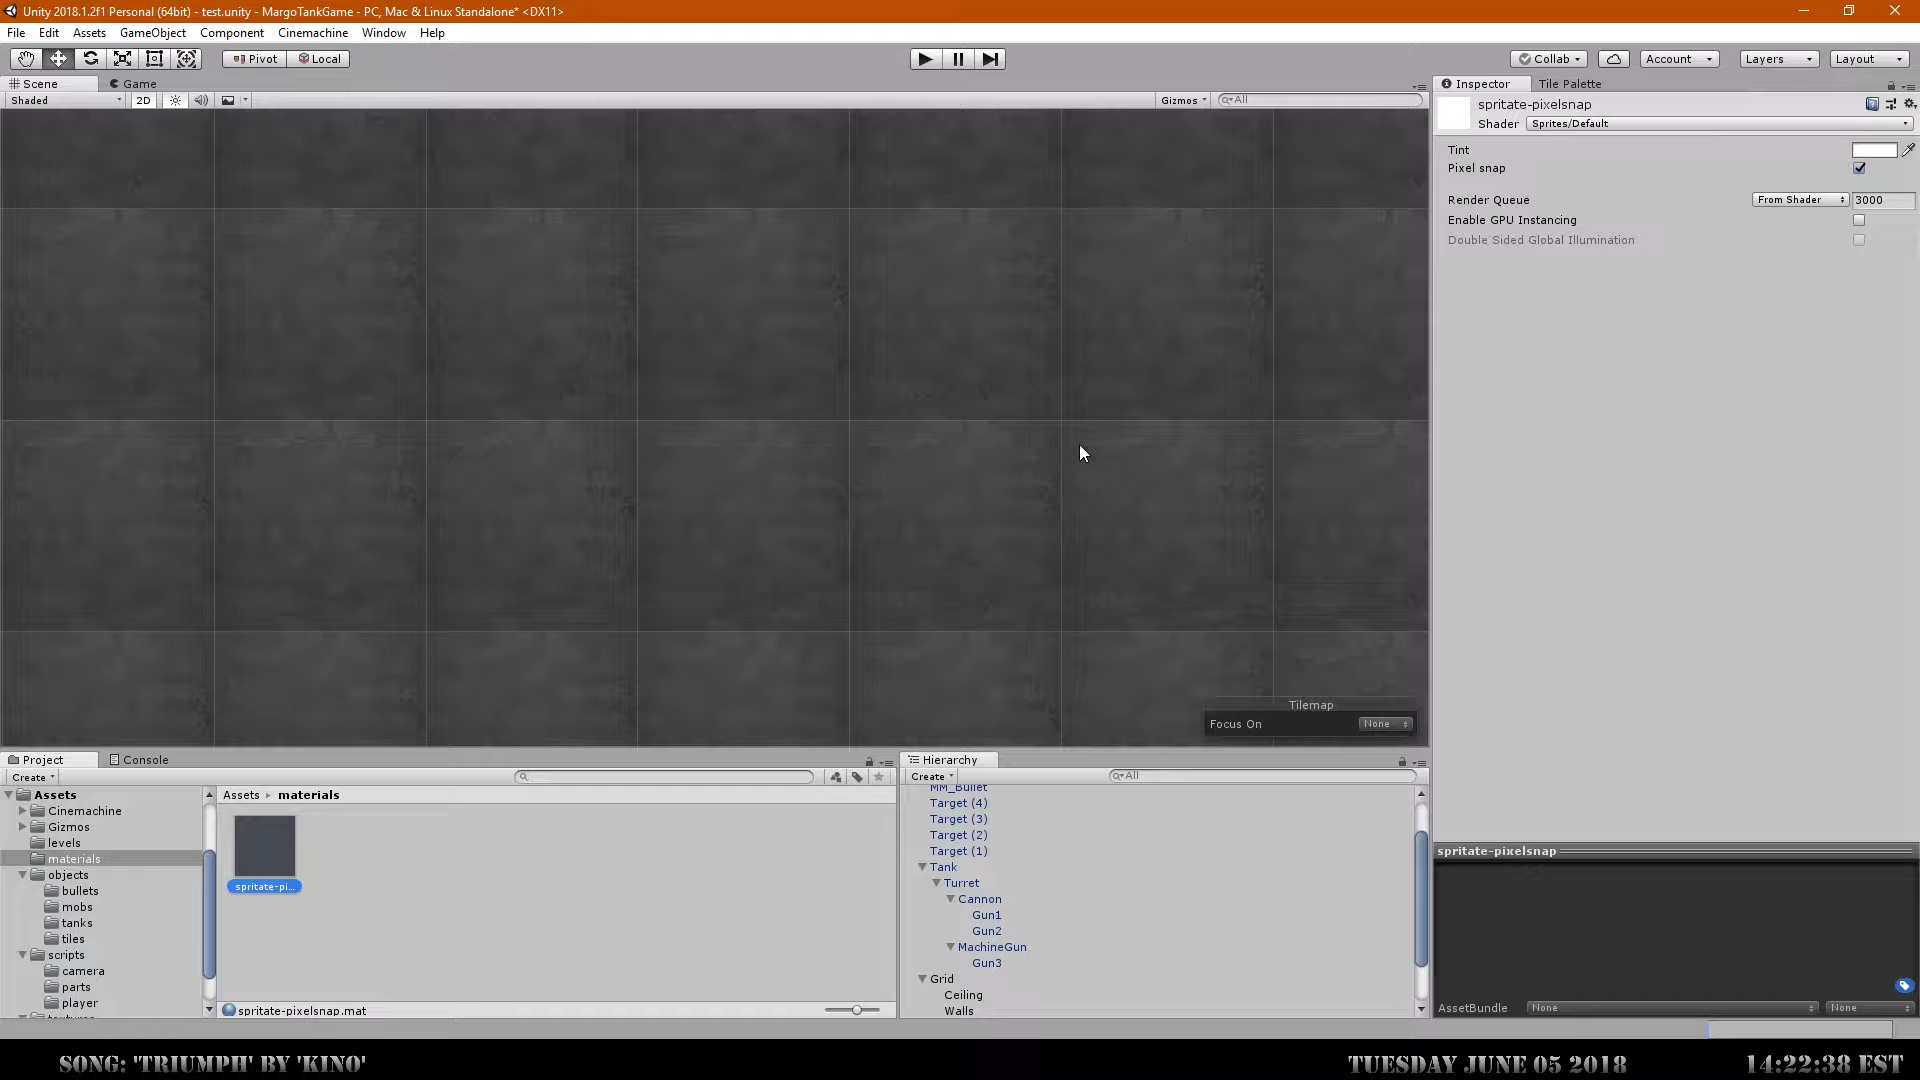 Unity 2018.1.2f1 Personal (64bit) - test.unity - MargoTankGame - PC, Mac & Linux Standalone* <DX11>
File Edit Assets GameObject Component Cinemachine Window Help
Pivot Local Collab Account Layers Layout
Scene Game
Shaded 2D Gizmos All
Inspector Tile Palette
spritate-pixelsnap
Shader Sprites/Default
Tint
Pixel snap
Render Queue From Shader 3000
Enable GPU Instancing
Double Sided Global Illumination
Tilemap
Focus On None
Project Console
Create
Assets
Cinemachine
Gizmos
levels
materials
objects
bullets
mobs
tanks
tiles
scripts
camera
parts
player
textures
Assets materials
spritate-pi...
spritate-pixelsnap.mat
Hierarchy
Create All
MM_Bullet
Target (4)
Target (3)
Target (2)
Target (1)
Tank
Turret
Cannon
Gun1
Gun2
MachineGun
Gun3
Grid
Ceiling
Walls
spritate-pixelsnap
AssetBundle None None
SONG: 'TRIUMPH' BY 'KINO'
TUESDAY JUNE 05 2018 14:22:38 EST